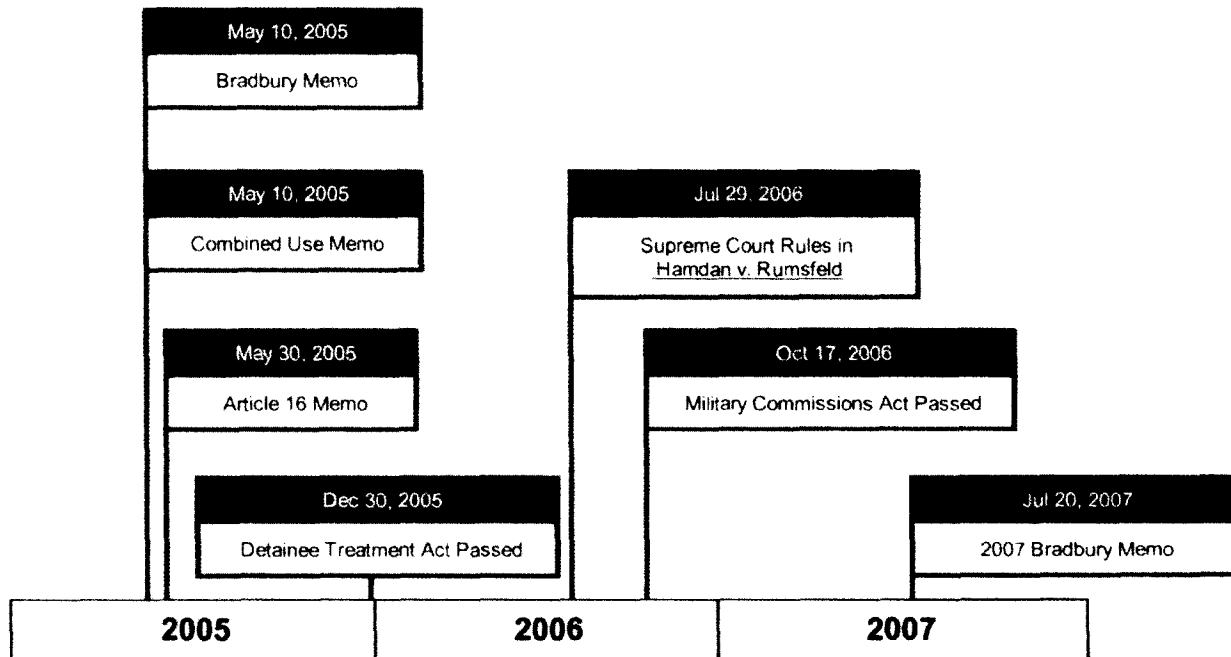 May 10, 2005
Bradbury Memo
May 10, 2005
Combined Use Memo
Jul 29, 2006
Supreme Court Rules in
Hamdan v. Rumsfeld
May 30, 2005
Article 16 Memo
Oct 17, 2006
Military Commissions Act Passed
Dec 30, 2005
Detainee Treatment Act Passed
Jul 20, 2007
2007 Bradbury Memo
2005
2006
2007